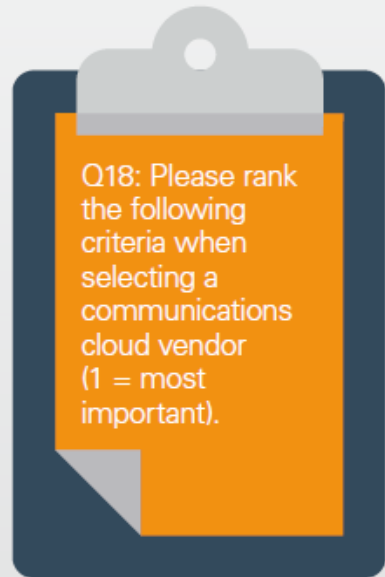 Q18: Please rank
the following
criteria when
selecting a
communications
cloud vendor
(1 = most
important).